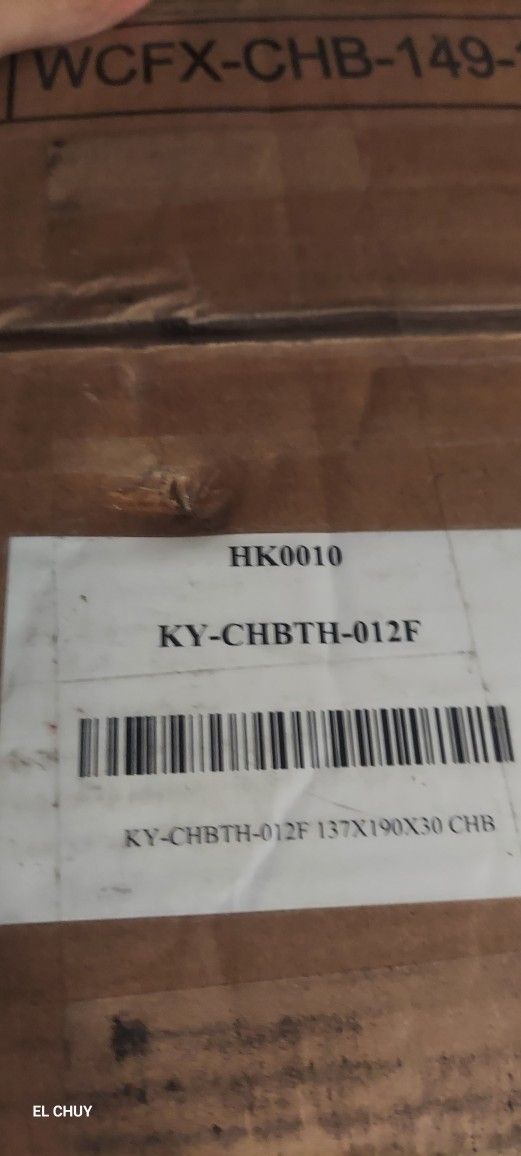 WCFX-CHB-149-
HK0010
KY-CHBTH-012F
KY-CHBTH-012F 137X190X30 CHB
EL CHUY